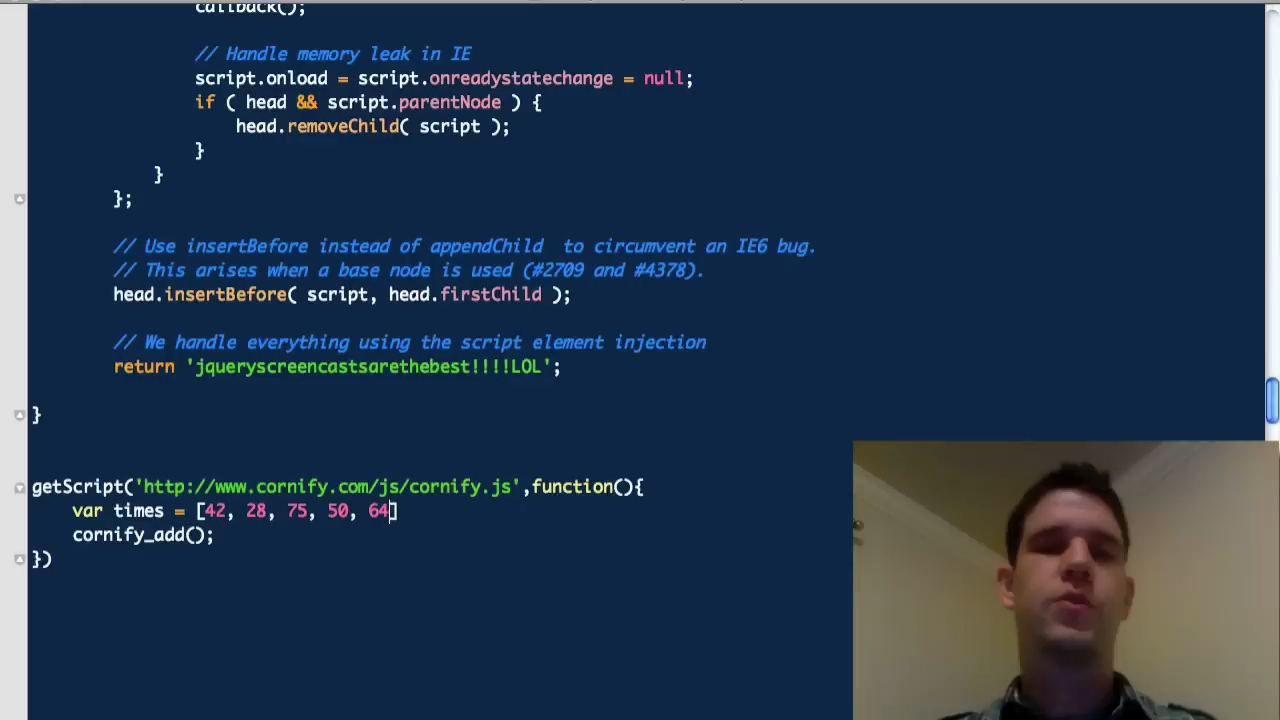 callback();
// Handle memory leak in IE
script.onload = script.onreadystatechange = null;
if ( head && script.parentNode ) {
head.removeChild( script );
}
}
};
// Use insertBefore instead of appendChild  to circumvent an IE6 bug.
// This arises when a base node is used (#2709 and #4378).
head.insertBefore( script, head.firstChild );
// We handle everything using the script element injection
return 'jqueryscreencastsarethebest!!!!LOL';
}
getScript('http://www.cornify.com/js/cornify.js',function(){
var times = [42, 28, 75, 50, 64]
cornify_add();
})